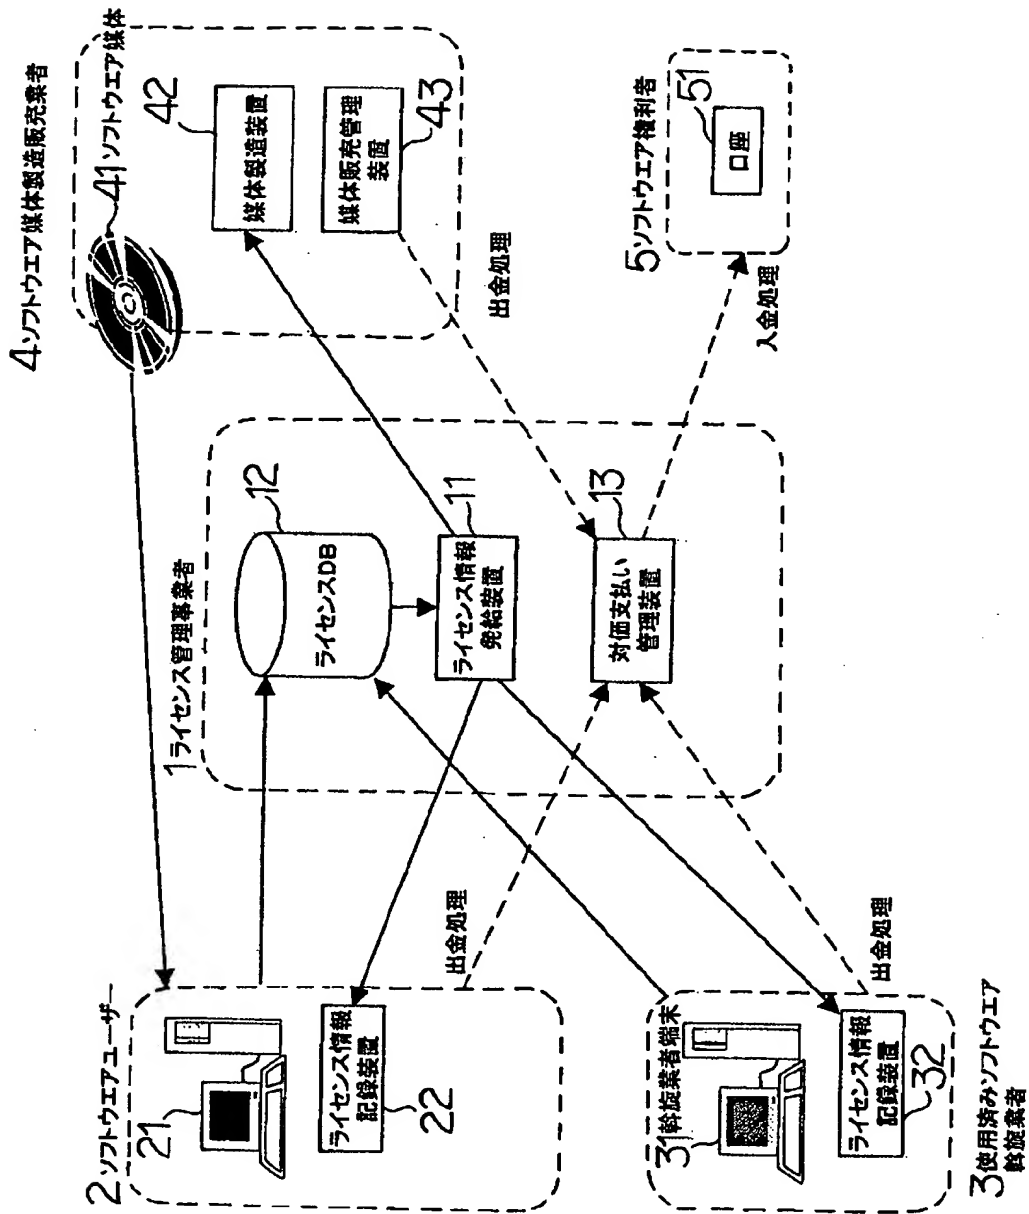 4ソフトウエア媒体製造販売業者
41ソフトウエア媒体
42
媒体製造装置
媒体販売管理
装置
43
出金処理
5ソフトウエア権利者
51
口座
入金処理
1ライセンス管理事業者
12
ライセンスDB
11
ライセンス情報
発給装置
13
対価支払い
管理装置
2ソフトウエアユーザー
21
ライセンス情報
記録装置
22
出金処理
31斡旋業者端末
ライセンス情報
記録装置
32
出金処理
3使用済みソフトウエア
斡旋業者